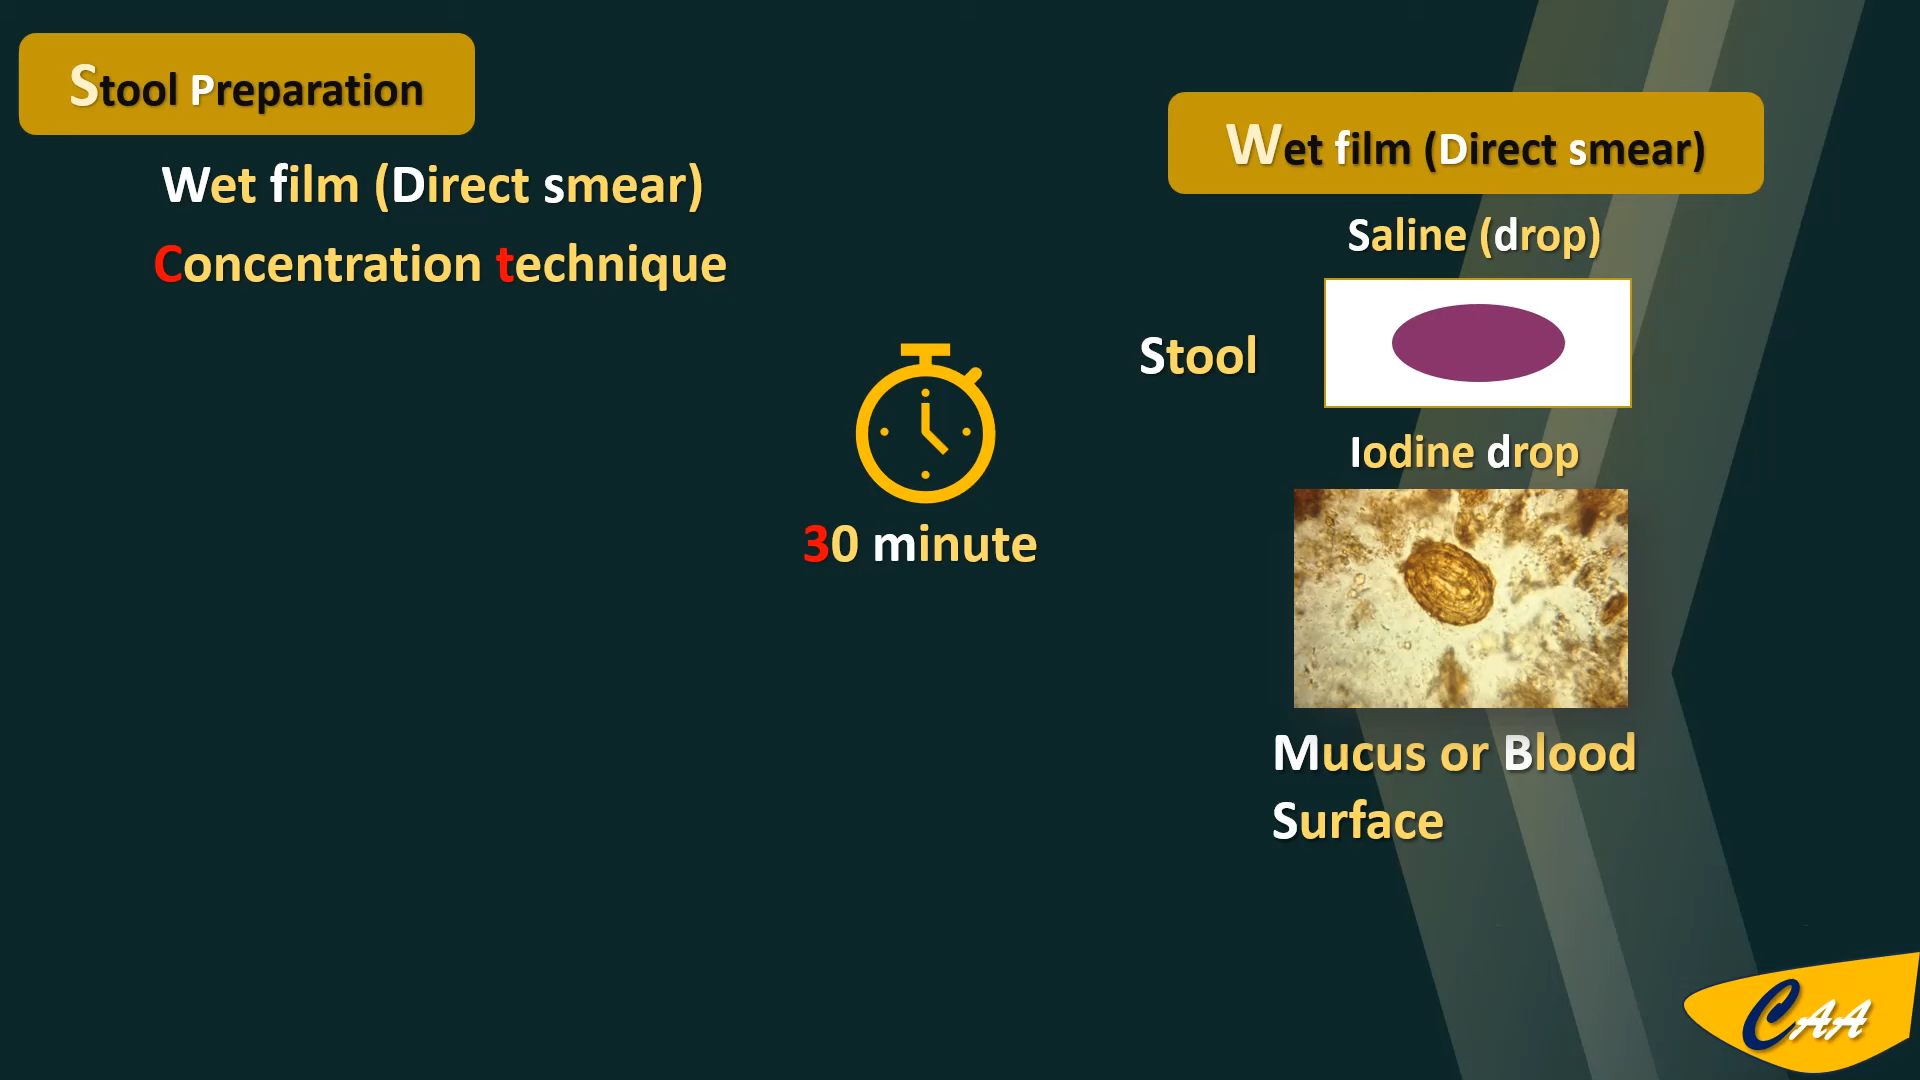 Stool Preparation
Wet film (Direct smear)
Concentration technique
30 minute
Wet film (Direct smear)
Saline (drop)
Stool
Iodine drop
Mucus or Blood
Surface
CAA